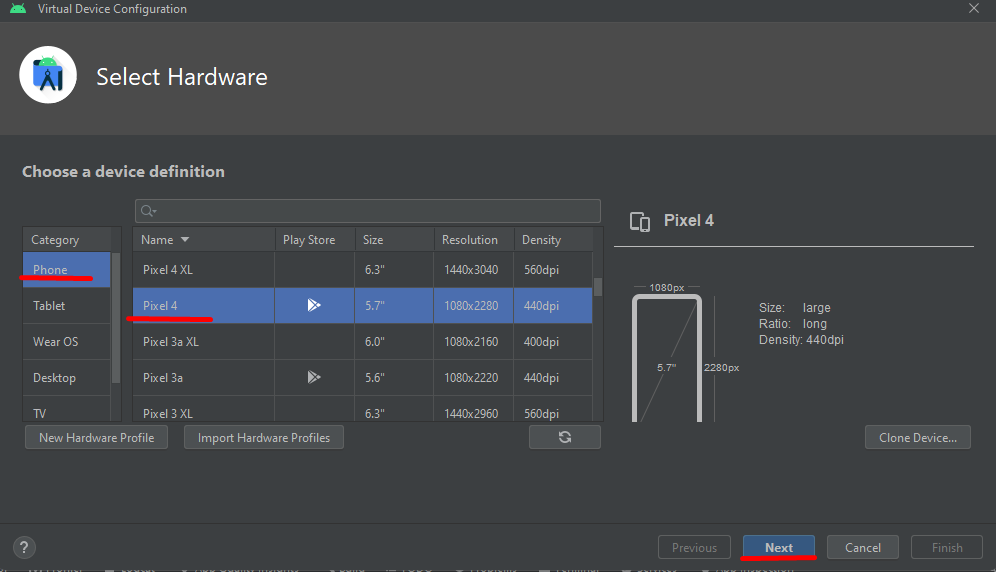 Virtual Device Configuration
Select Hardware
Choose a device definition
Category
Phone
Tablet
Wear OS
Desktop
TV
Name Play Store Size Resolution Density
Pixel 4 XL 6.3" 1440x3040 560dpi
Pixel 4 5.7" 1080x2280 440dpi
Pixel 3a XL 6.0" 1080x2160 400dpi
Pixel 3a 5.6" 1080x2220 440dpi
Pixel 3 XL 6.3" 1440x2960 560dpi
New Hardware Profile Import Hardware Profiles
Pixel 4
1080px
5.7" 2280px
Size: large
Ratio: long
Density: 440dpi
Clone Device...
? Previous Next Cancel Finish